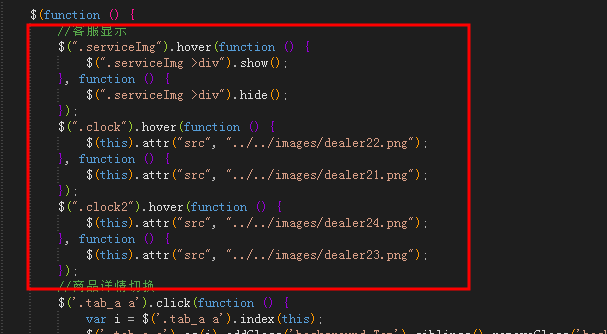 $(function () {
//客服显示
$(".serviceImg").hover(function () {
$(".serviceImg >div").show();
}, function () {
$(".serviceImg >div").hide();
});
$(".clock").hover(function () {
$(this).attr("src", "../../images/dealer22.png");
}, function () {
$(this).attr("src", "../../images/dealer21.png");
});
$(".clock2").hover(function () {
$(this).attr("src", "../../images/dealer24.png");
}, function () {
$(this).attr("src", "../../images/dealer23.png");
});
//商品详情切换
$('.tab_a a').click(function () {
var i = $('.tab_a a').index(this);